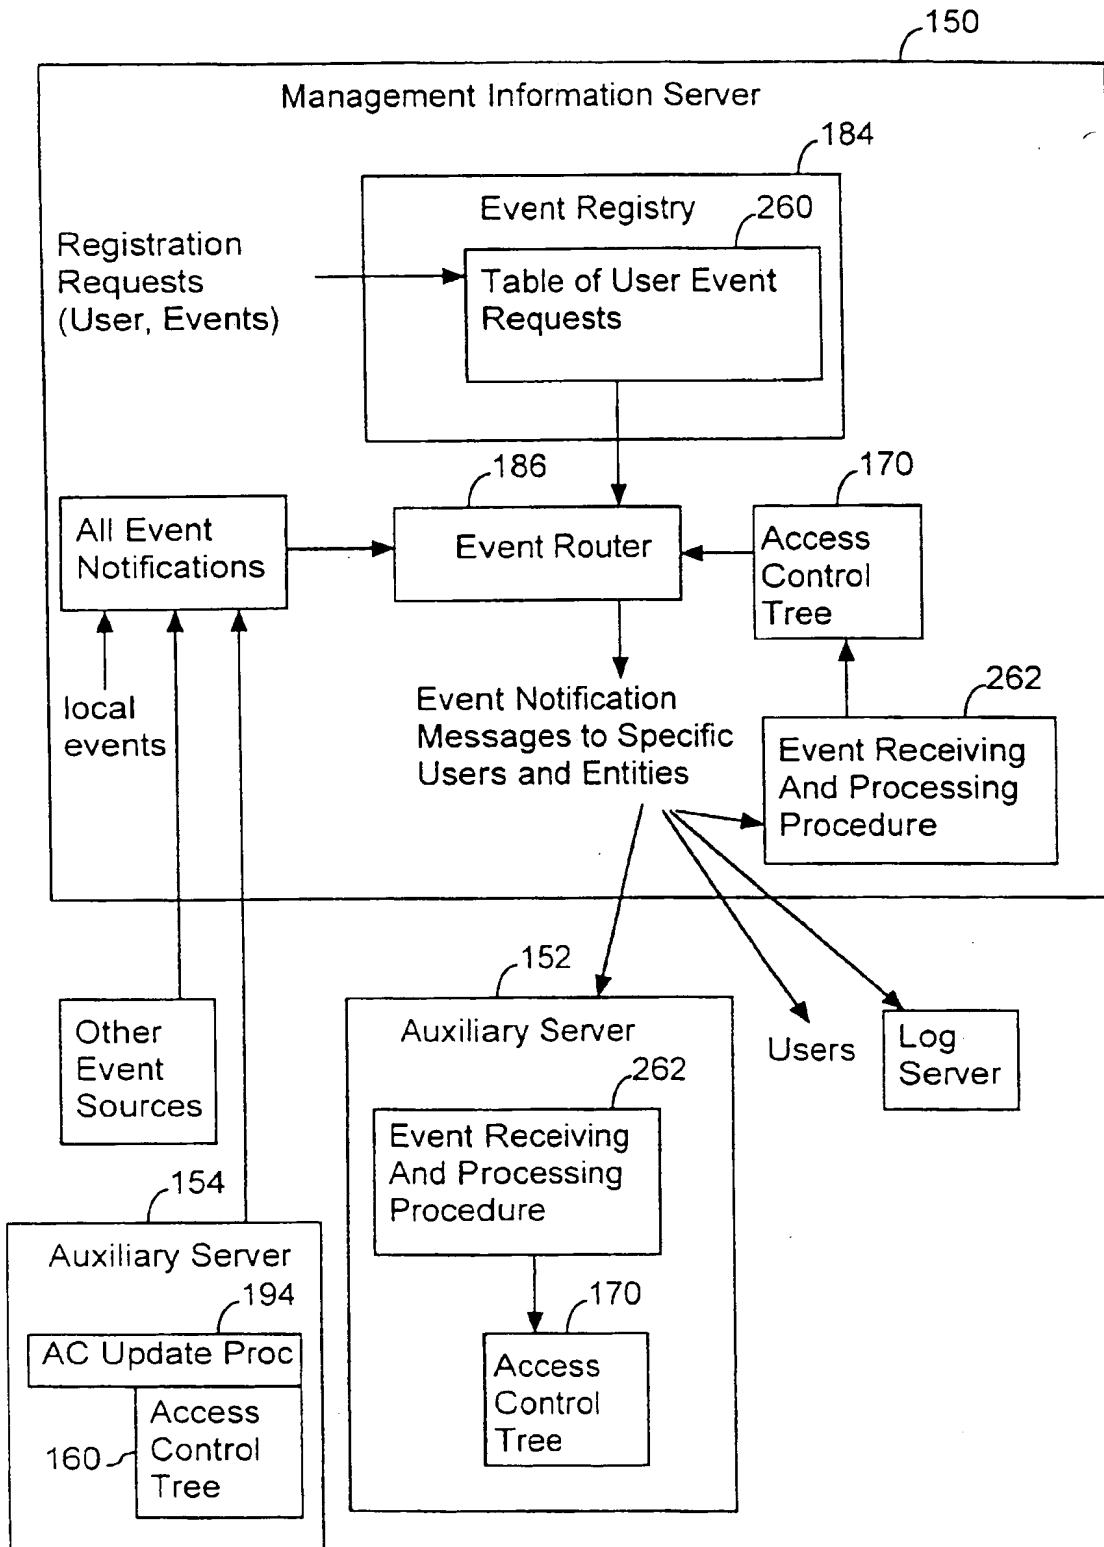 150
Management Information Server
184
Event Registry
260
Registration
Requests
(User, Events)
Table of User Event
Requests
186
170
All Event
Notifications
Event Router
Access
Control
Tree
local
events
Event Notification
Messages to Specific
Users and Entities
262
Event Receiving
And Processing
Procedure
152
Other
Event
Sources
Auxiliary Server
262
Event Receiving
And Processing
Procedure
170
Access
Control
Tree
Users
Log
Server
154
Auxiliary Server
194
AC Update Proc
Access
Control
Tree
160